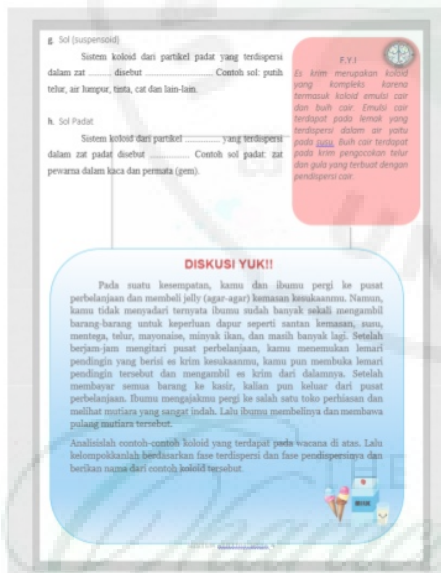 g. Sol (suspensoid)
Sistem koloid dari partikel padat yang terdispersi
dalam zat .......... disebut .......................... Contoh sol: putih
telur, air lumpur, tinta, cat dan lain-lain.
h. Sol Padat
Sistem koloid dari partikel .............. yang terdispersi
dalam zat padat disebut ............... Contoh sol padat: zat
pewarna dalam kaca dan permata (gem).
F.Y.I
Es krim merupakan koloid
yang kompleks karena
termasuk koloid emulsi cair
dan buih cair. Emulsi cair
terdapat pada lemak yang
terdispersi dalam air yaitu
pada susu. Buih cair terdapat
pada krim pengocokan telur
dan gula yang terbuat dengan
pendispersi cair.
DISKUSI YUK!!
Pada suatu kesempatan, kamu dan ibumu pergi ke pusat
perbelanjaan dan membeli jelly (agar-agar) kemasan kesukaanmu. Namun,
kamu tidak menyadari ternyata ibumu sudah banyak sekali mengambil
barang-barang untuk keperluan dapur seperti santan kemasan, susu,
mentega, telur, mayonaise, minyak ikan, dan masih banyak lagi. Setelah
berjam-jam mengitari pusat perbelanjaan, kamu menemukan lemari
pendingin yang berisi es krim kesukaanmu, kamu pun membuka lemari
pendingin tersebut dan mengambil es krim dari dalamnya. Setelah
membayar semua barang ke kasir, kalian pun keluar dari pusat
perbelanjaan. Ibumu mengajakmu pergi ke salah satu toko perhiasan dan
melihat mutiara yang sangat indah. Lalu ibumu membelinya dan membawa
pulang mutiara tersebut.
Analisislah contoh-contoh koloid yang terdapat pada wacana di atas. Lalu
kelompokkanlah berdasarkan fase terdispersi dan fase pendispersinya dan
berikan nama dari contoh koloid tersebut.
THE